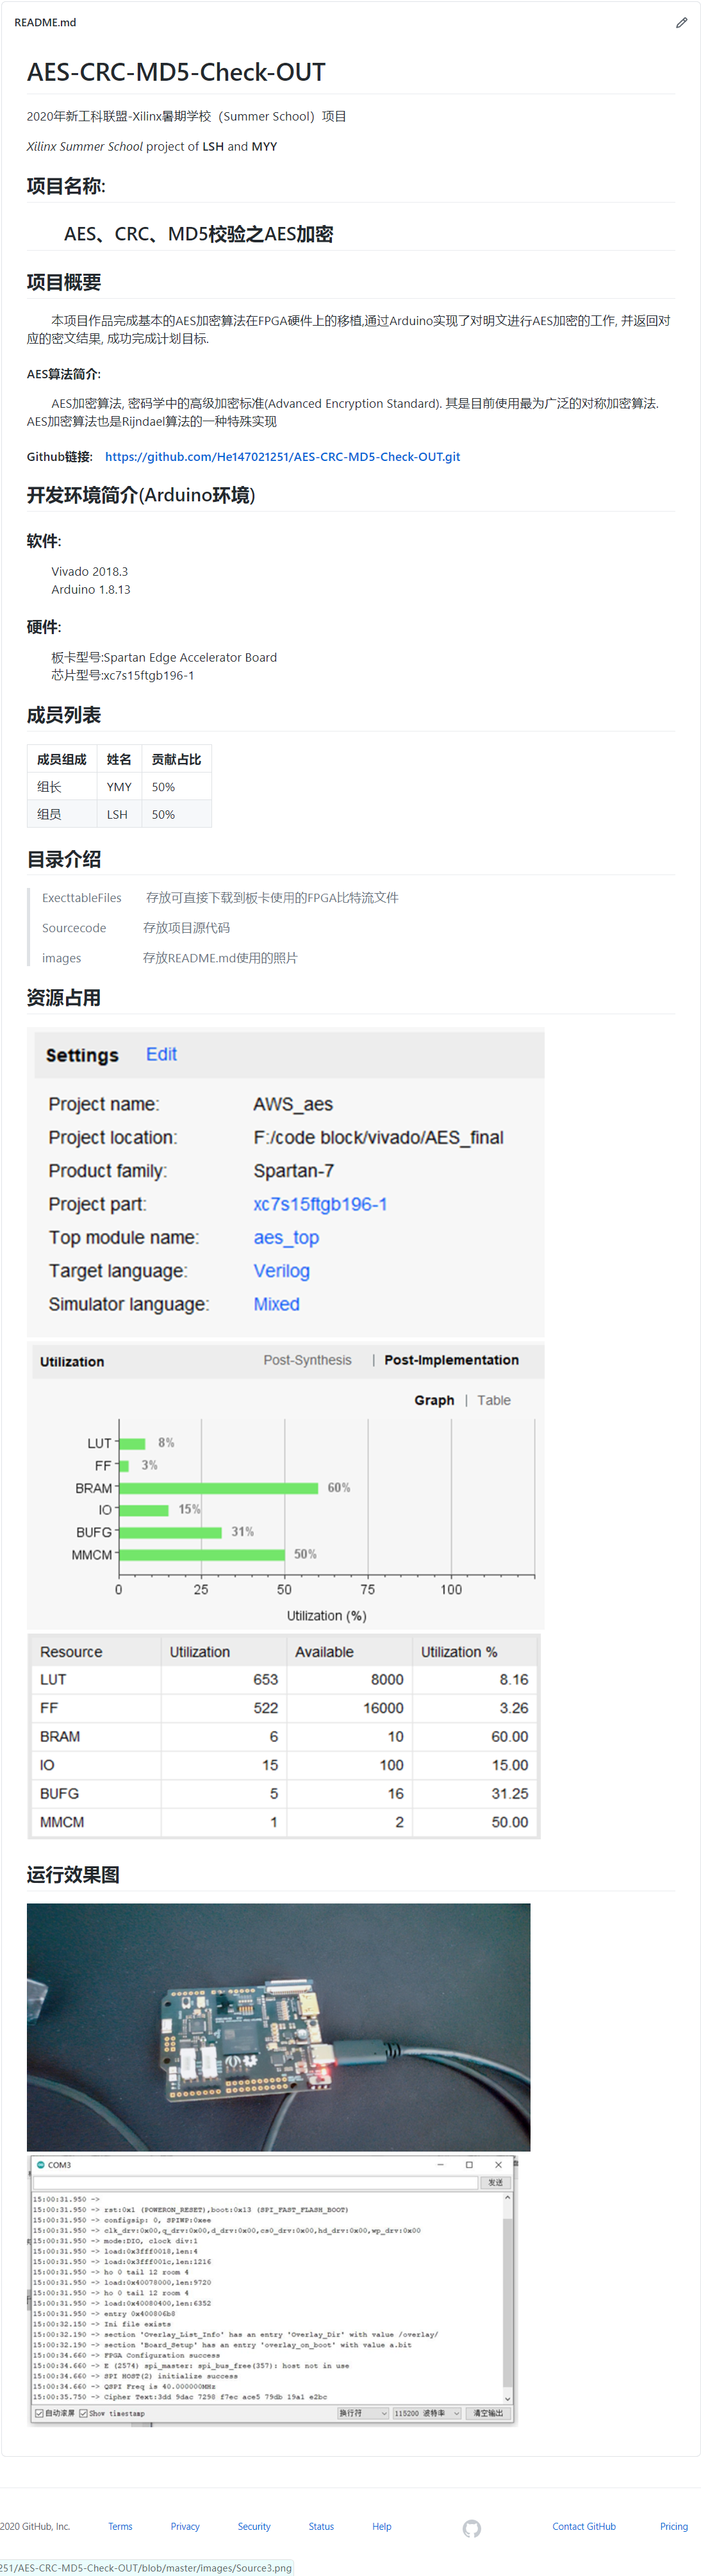 README.md
AES-CRC-MD5-Check-OUT
2020年新工科联盟-Xilinx暑期学校（Summer School）项目
Xilinx Summer School project of LSH and MYY
项目名称:
AES、CRC、MD5校验之AES加密
项目概要
本项目作品完成基本的AES加密算法在FPGA硬件上的移植,通过Arduino实现了对明文进行AES加密的工作, 并返回对
应的密文结果, 成功完成计划目标.
AES算法简介:
AES加密算法, 密码学中的高级加密标准(Advanced Encryption Standard). 其是目前使用最为广泛的对称加密算法.
AES加密算法也是Rijndael算法的一种特殊实现
Github链接: https://github.com/He147021251/AES-CRC-MD5-Check-OUT.git
开发环境简介(Arduino环境)
软件:
Vivado 2018.3
Arduino 1.8.13
硬件:
板卡型号:Spartan Edge Accelerator Board
芯片型号:xc7s15ftgb196-1
成员列表
成员组成 姓名 贡献占比
组长 YMY 50%
组员 LSH 50%
目录介绍
ExecttableFiles 存放可直接下载到板卡使用的FPGA比特流文件
Sourcecode 存放项目源代码
images 存放README.md使用的照片
资源占用
Settings Edit
Project name: AWS_aes
Project location: F:/code block/vivado/AES_final
Product family: Spartan-7
Project part: xc7s15ftgb196-1
Top module name: aes_top
Target language: Verilog
Simulator language: Mixed
Utilization Post-Synthesis | Post-Implementation
Graph | Table
LUT 8%
FF 3%
BRAM 60%
IO 15%
BUFG 31%
MMCM 50%
0 25 50 75 100
Utilization (%)
Resource Utilization Available Utilization %
LUT 653 8000 8.16
FF 522 16000 3.26
BRAM 6 10 60.00
IO 15 100 15.00
BUFG 5 16 31.25
MMCM 1 2 50.00
运行效果图
COM3
发送
15:00:31.950 ->
15:00:31.950 -> rst:0x1 (POWERON_RESET),boot:0x13 (SPI_FAST_FLASH_BOOT)
15:00:31.950 -> configsip: 0, SPIWP:0xee
15:00:31.950 -> clk_drv:0x00,q_drv:0x00,d_drv:0x00,cs0_drv:0x00,hd_drv:0x00,wp_drv:0x00
15:00:31.950 -> mode:DIO, clock div:1
15:00:31.950 -> load:0x3fff0018,len:4
15:00:31.950 -> load:0x3fff001c,len:1216
15:00:31.950 -> ho 0 tail 12 room 4
15:00:31.950 -> load:0x40078000,len:9720
15:00:31.950 -> ho 0 tail 12 room 4
15:00:31.950 -> load:0x40080400,len:6352
15:00:31.950 -> entry 0x400806b8
15:00:32.150 -> Ini file exists
15:00:32.190 -> section 'Overlay_List_Info' has an entry 'Overlay_Dir' with value /overlay/
15:00:32.190 -> section 'Board_Setup' has an entry 'overlay_on_boot' with value a.bit
15:00:34.660 -> FPGA Configuration success
15:00:34.660 -> E (2574) spi_master: spi_bus_free(357): host not in use
15:00:34.660 -> SPI HOST(2) initialize success
15:00:34.660 -> QSPI Freq is 40.000000MHz
15:00:35.750 -> Cipher Text:3dd 9dac 7298 f7ec ace5 79db 19a1 e2bc
自动滚屏 Show timestamp 换行符 115200 波特率 清空输出
2020 GitHub, Inc. Terms Privacy Security Status Help Contact GitHub Pricing
251/AES-CRC-MD5-Check-OUT/blob/master/images/Source3.png